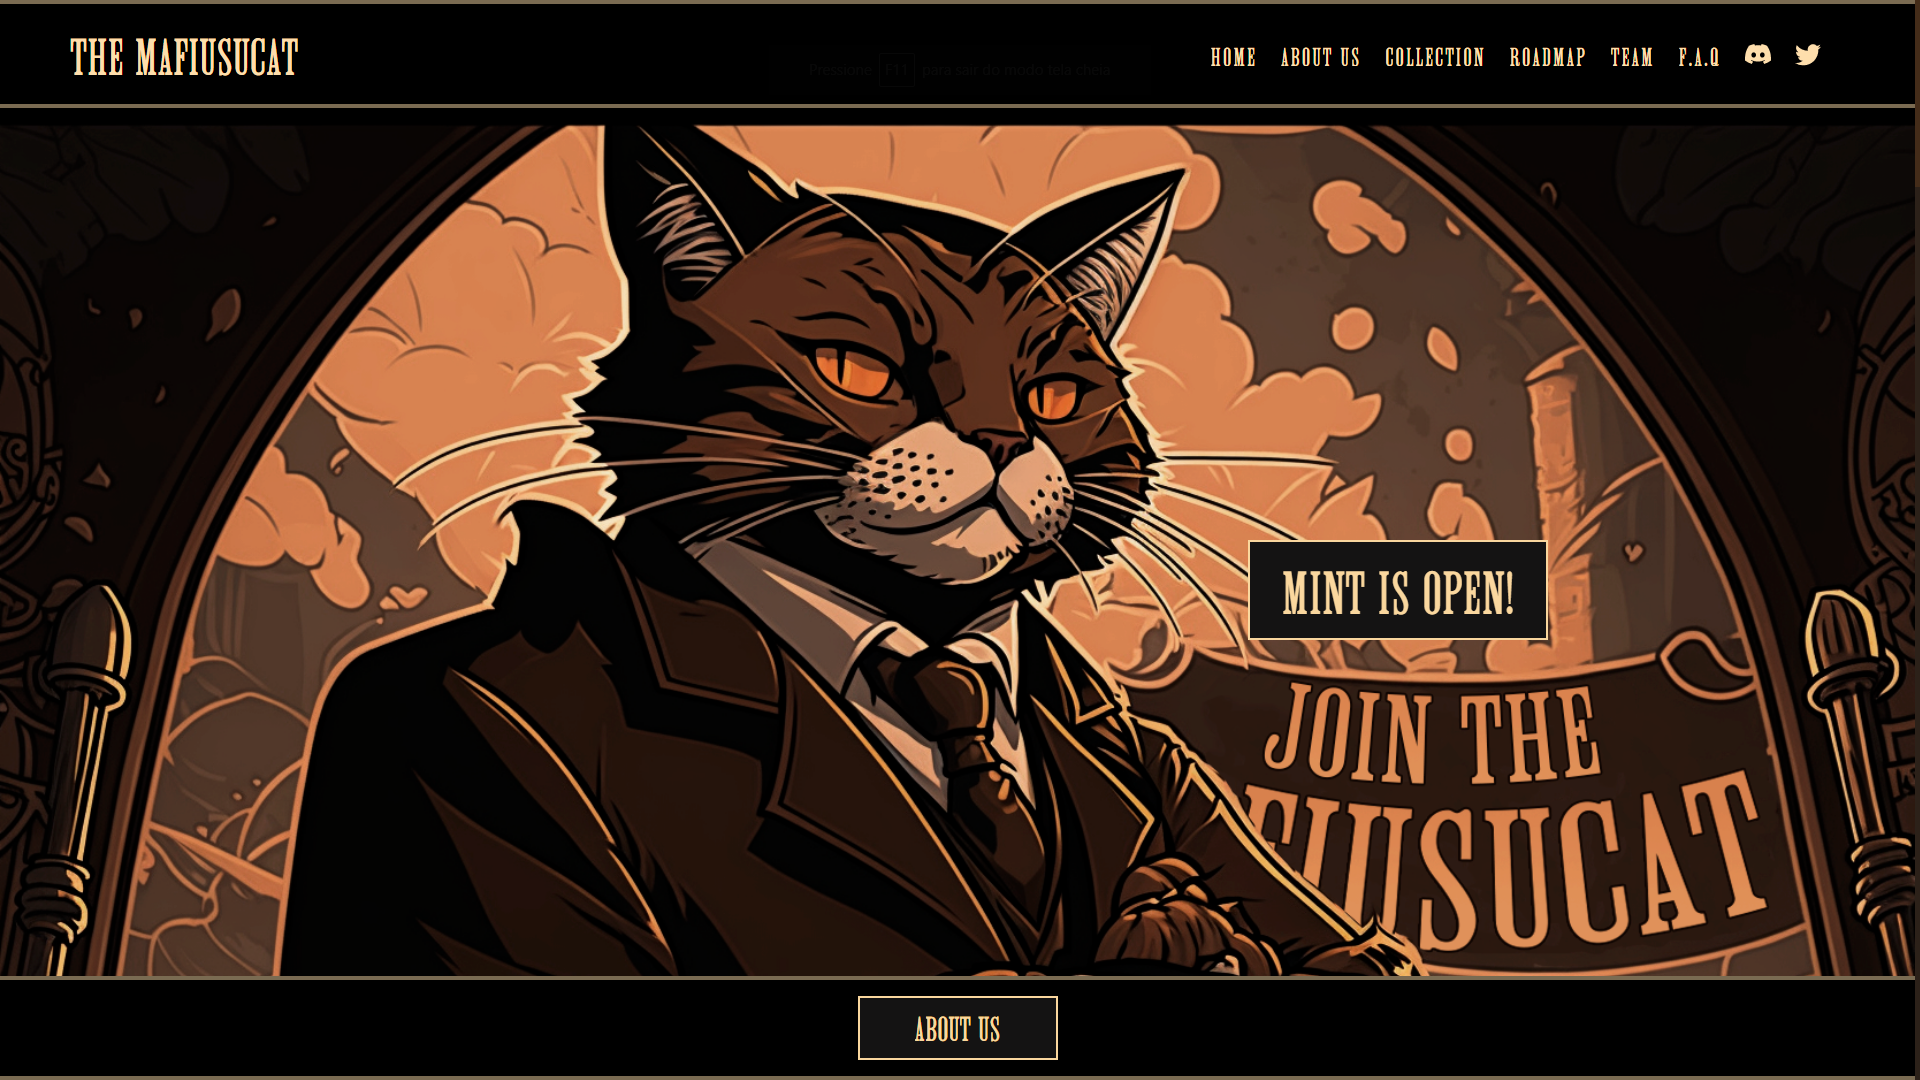 THE MAFIUSUCAT
Pressione F11 para sair do modo tela cheia
HOME ABOUT US COLLECTION ROADMAP TEAM F.A.Q
MINT IS OPEN!
JOIN THE
FIUSUCAT
ABOUT US